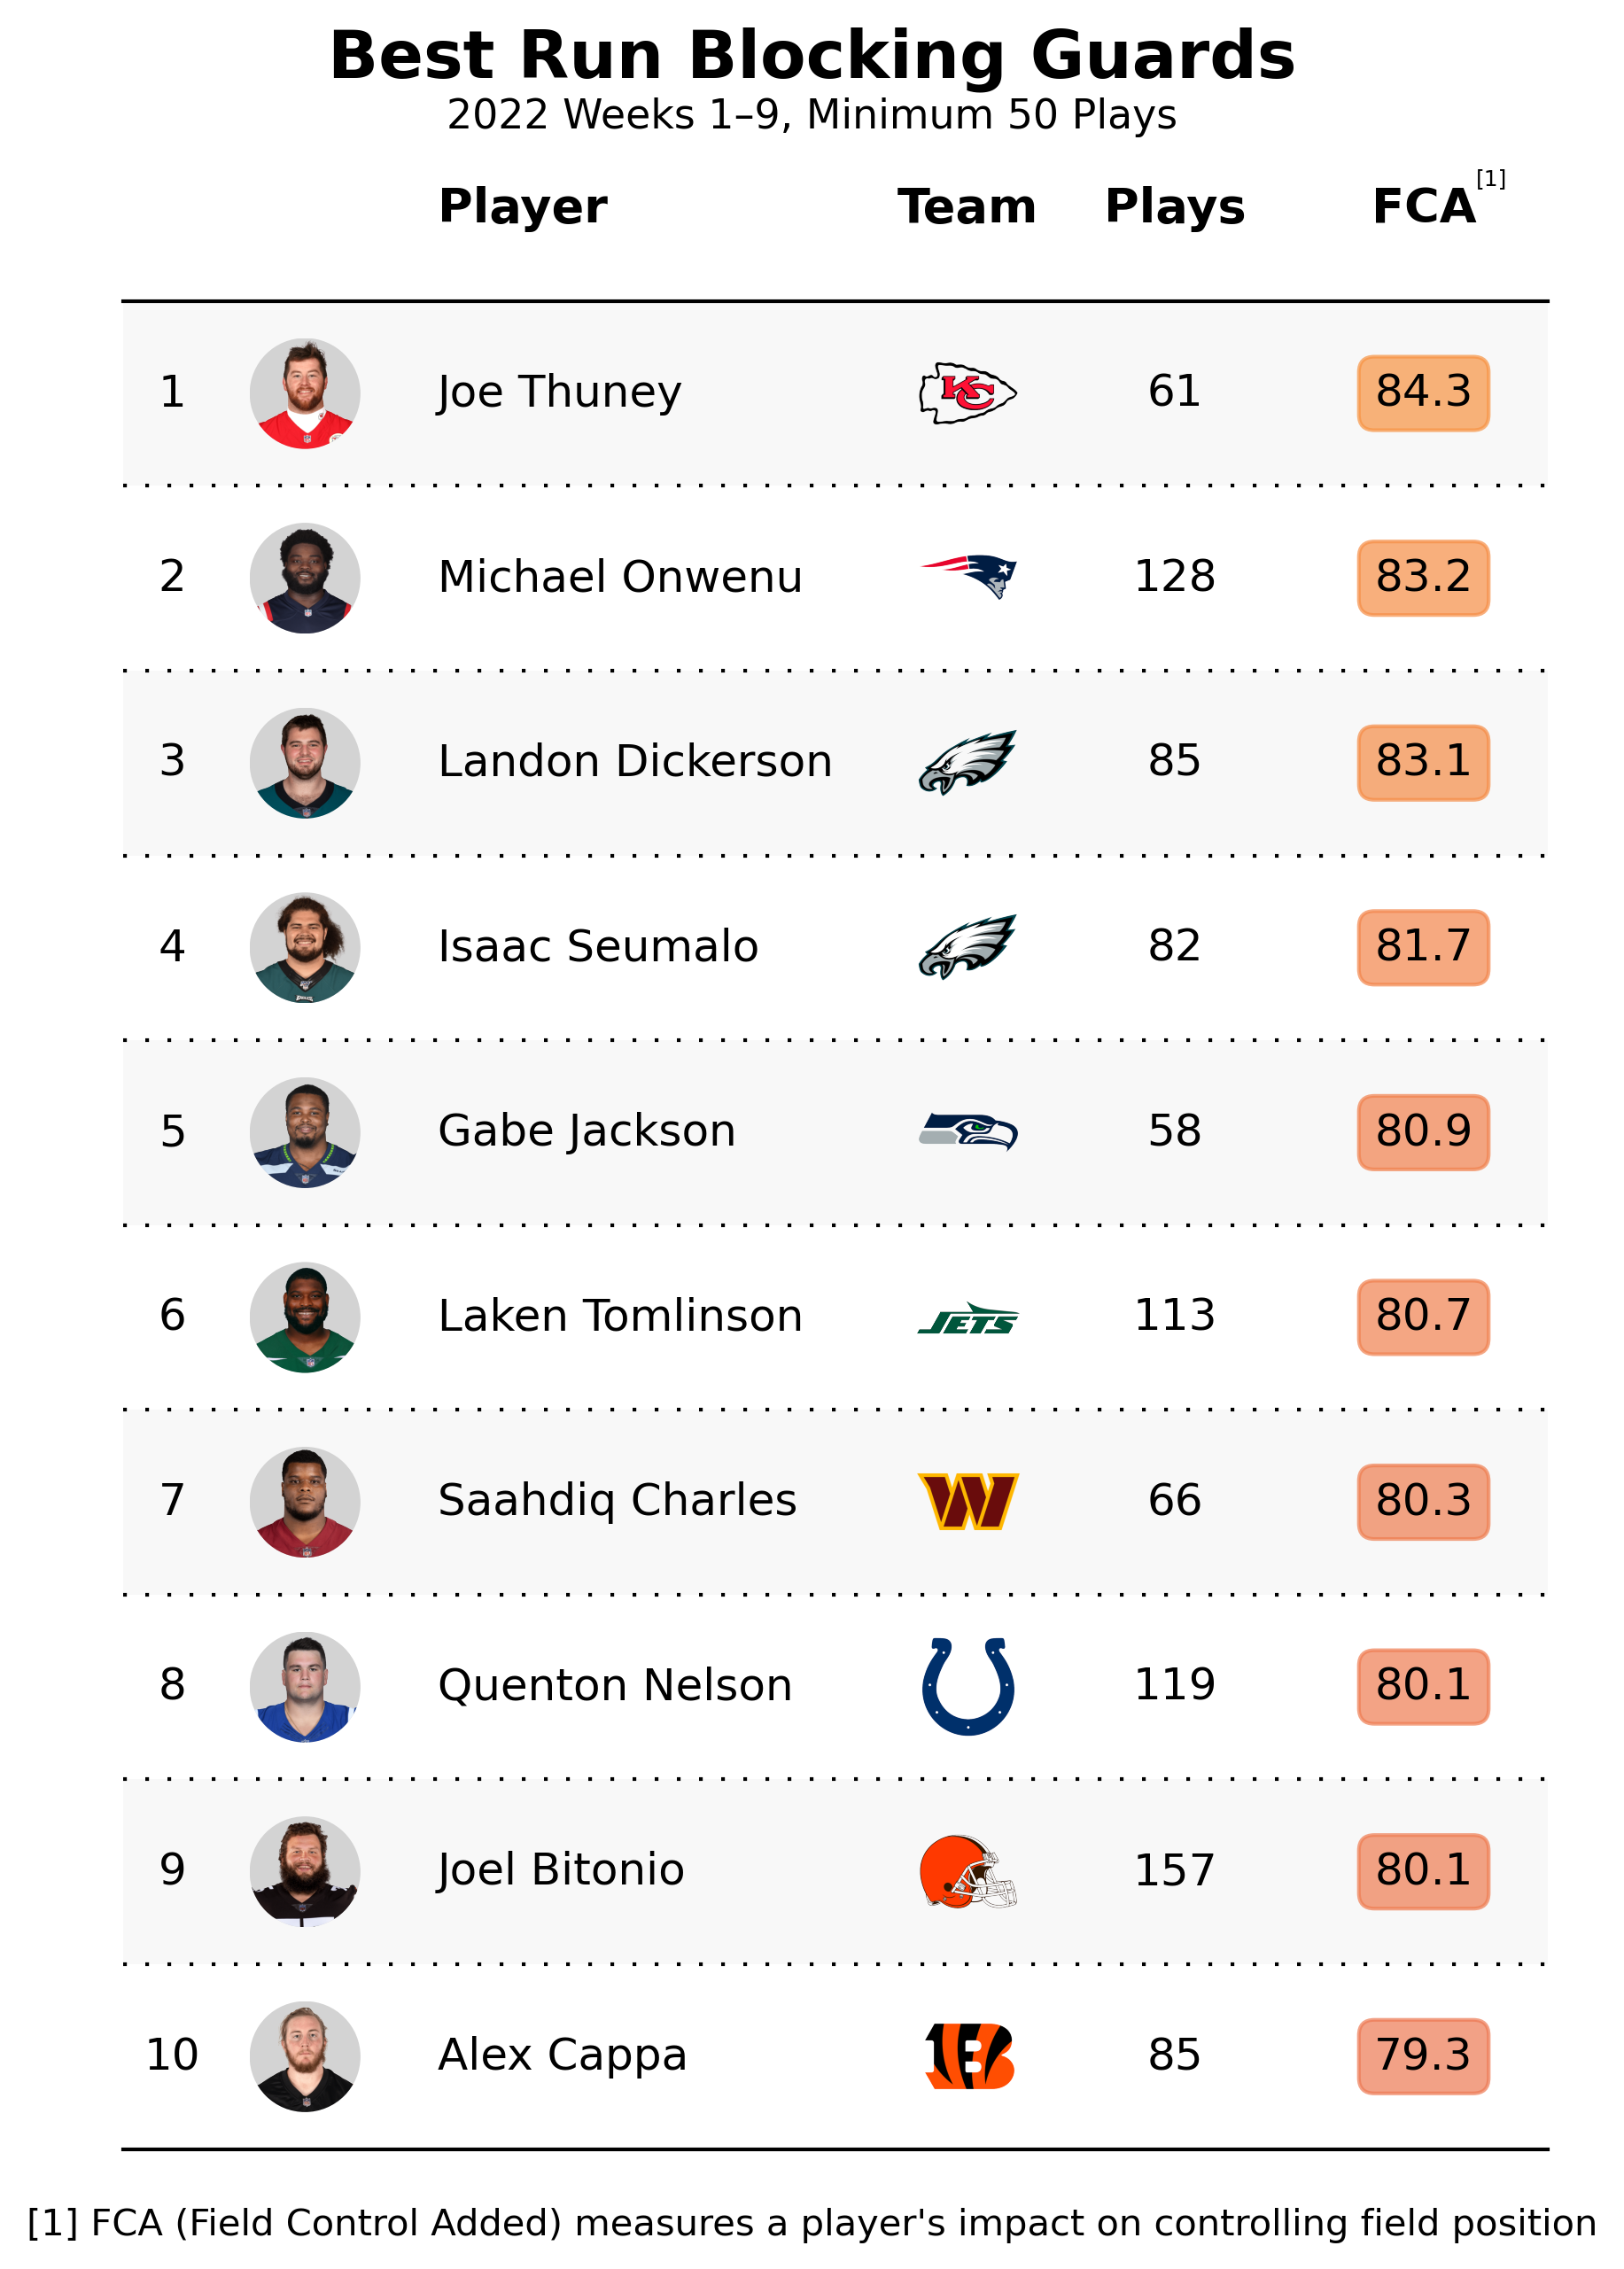 Best Run Blocking Guards
2022 Weeks 1–9, Minimum 50 Plays
Player Team Plays FCA[1]
1 Joe Thuney KC 61 84.3
2 Michael Onwenu 128 83.2
3 Landon Dickerson 85 83.1
4 Isaac Seumalo 82 81.7
5 Gabe Jackson 58 80.9
6 Laken Tomlinson JETS 113 80.7
7 Saahdiq Charles W 66 80.3
8 Quenton Nelson 119 80.1
9 Joel Bitonio 157 80.1
10 Alex Cappa B 85 79.3
[1] FCA (Field Control Added) measures a player's impact on controlling field position